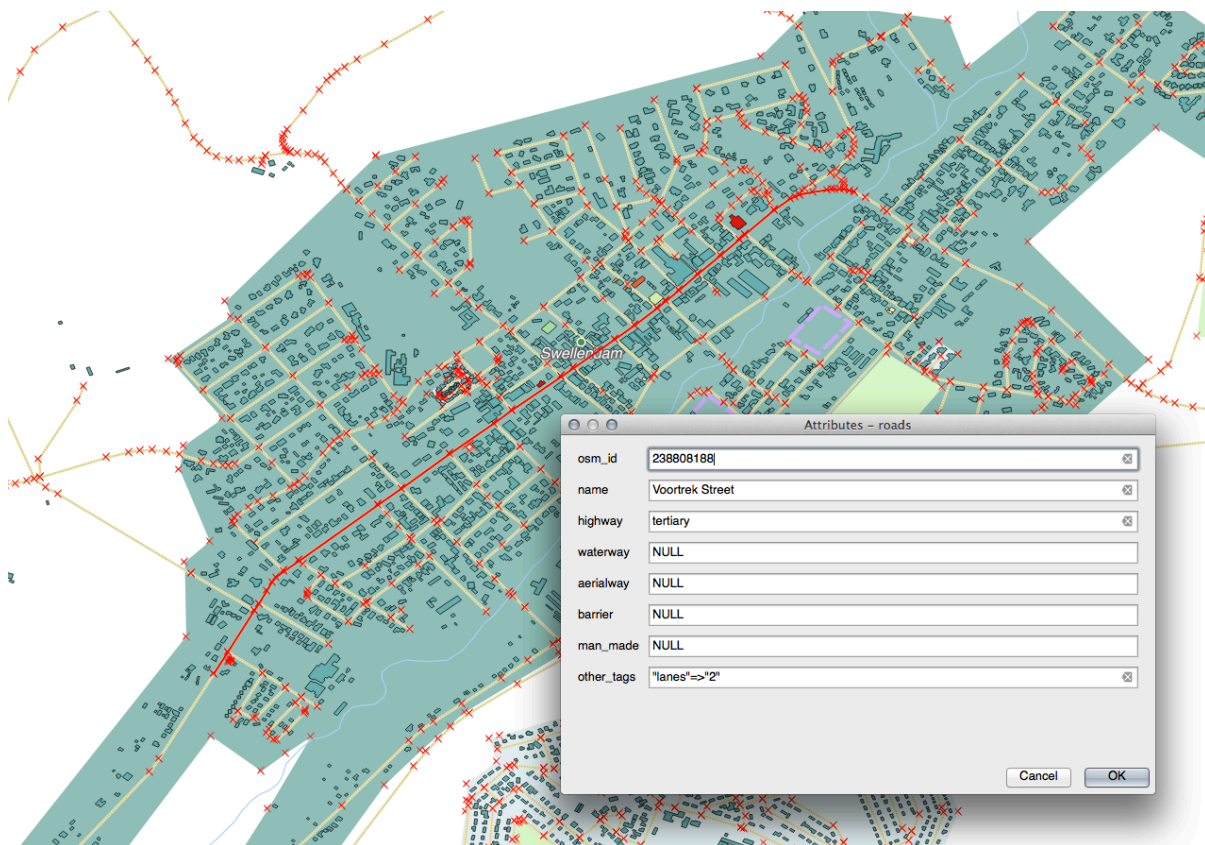 Swellendam
Attributes - roads
osm_id 238808188
name Voortrek Street
highway tertiary
waterway NULL
aerialway NULL
barrier NULL
man_made NULL
other_tags "lanes"=>"2"
Cancel OK